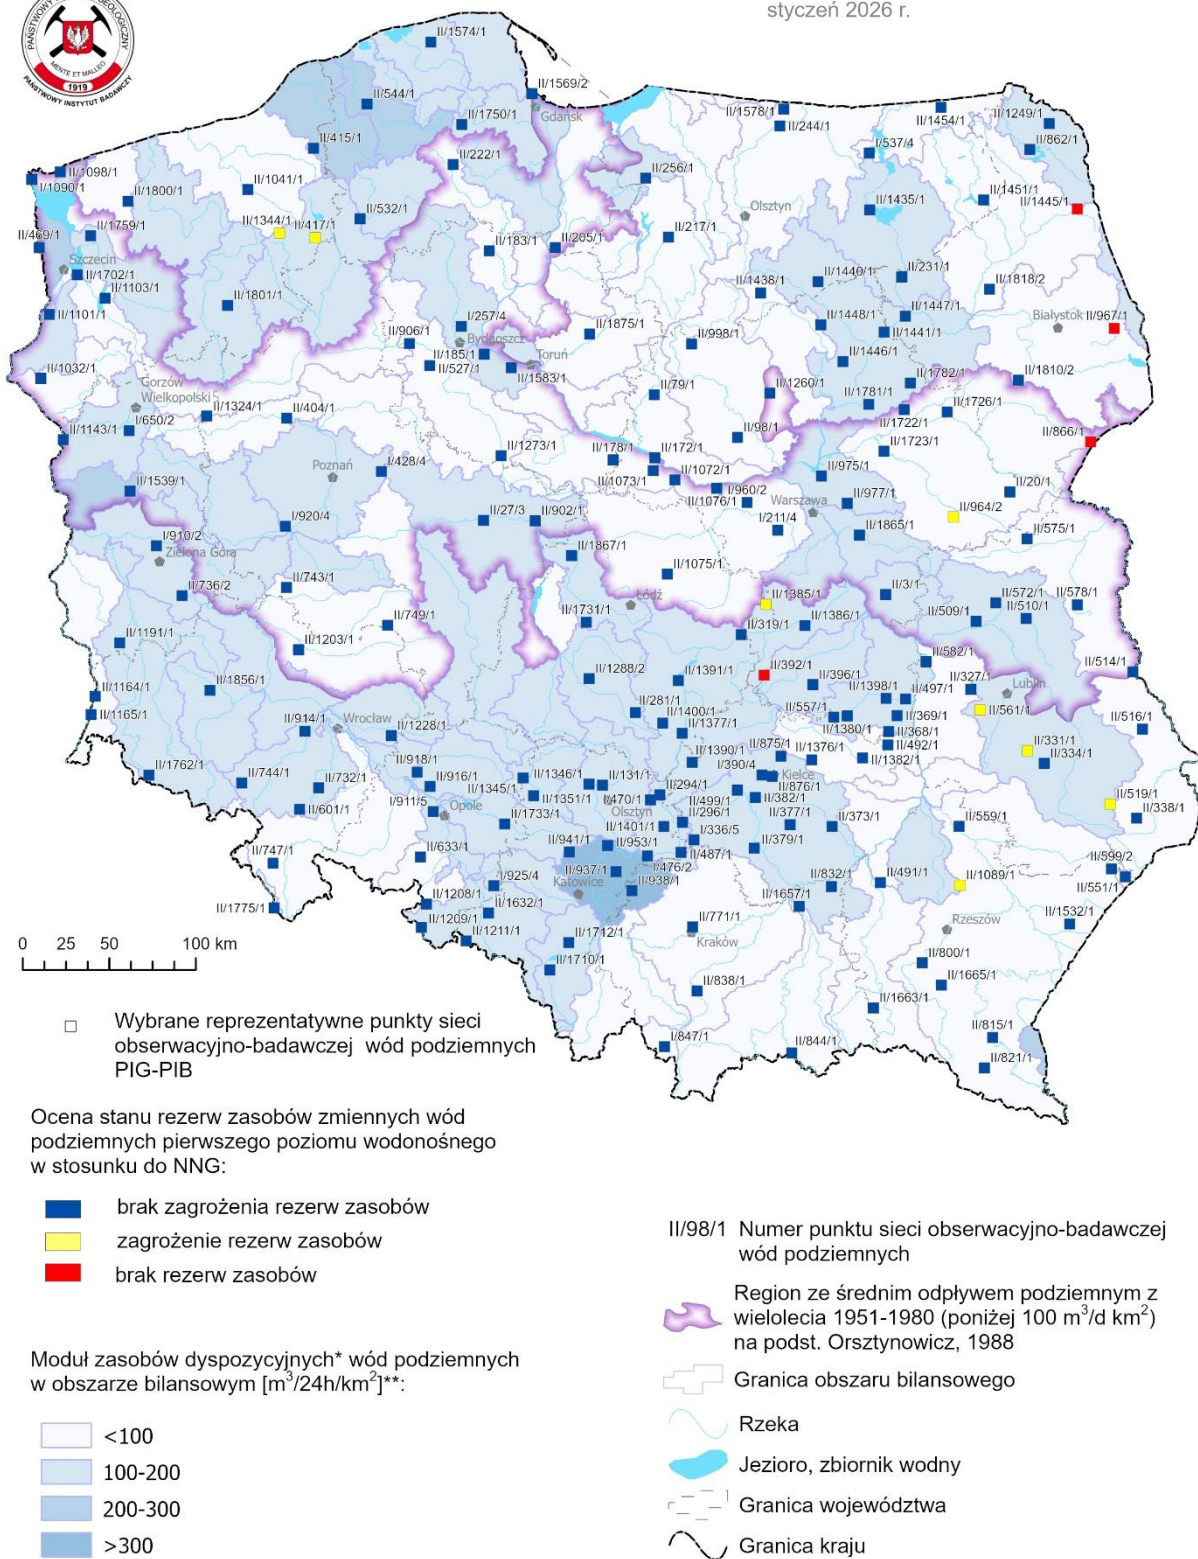 styczeń 2026 r.
MENTE ET MALLEO
1919
PAŃSTWOWY INSTYTUT BADAWCZY
II/1574/1
II/1569/2
II/544/1
Gdańsk
II/1750/1
II/415/1
II/222/1
II/1578/1
II/244/1
II/1454/1
II/1249/1
II/862/1
I/537/4
II/256/1
II/1098/1
I/1090/1
II/1800/1
II/1041/1
II/1344/1
II/417/1
II/532/1
II/1435/1
II/1451/1
II/1445/1
Olsztyn
II/217/1
II/1759/1
II/469/1
Szczecin
II/1702/1
II/1103/1
II/1101/1
II/183/1
II/205/1
II/1801/1
II/1438/1
II/1440/1
II/231/1
II/1818/2
II/1447/1
II/1448/1
II/1441/1
Białystok
II/967/1
I/257/4
II/906/1
Bydgoszcz
II/185/1
II/527/1
Toruń
II/1583/1
II/1875/1
II/998/1
II/1446/1
II/1782/1
II/1810/2
II/1032/1
Gorzów
Wielkopolski
II/1324/1
II/404/1
II/79/1
II/1260/1
II/1781/1
II/1722/1
II/1726/1
I/650/2
II/1143/1
II/98/1
II/1723/1
II/866/1
II/1273/1
II/178/1
II/172/1
II/1073/1
II/1072/1
Poznań
I/428/4
II/1539/1
I/960/2
II/1076/1
II/975/1
II/977/1
Warszawa
II/20/1
II/964/2
II/27/3
II/902/1
I/920/4
I/211/4
II/1865/1
II/575/1
I/910/2
Zielona Góra
II/1867/1
II/1075/1
II/736/2
II/743/1
Łódź
II/1385/1
II/3/1
II/572/1
II/578/1
II/509/1
II/510/1
II/749/1
II/1731/1
II/1386/1
II/319/1
II/1191/1
II/1203/1
II/582/1
II/1288/2
II/1391/1
II/392/1
II/396/1
II/514/1
II/1856/1
II/1164/1
II/1165/1
II/1398/1
II/497/1
II/327/1
Lublin
II/561/1
II/281/1
II/1400/1
II/1377/1
II/557/1
II/1380/1
II/369/1
II/368/1
II/516/1
II/914/1
Wrocław
II/1228/1
II/492/1
II/1382/1
II/331/1
II/334/1
II/1762/1
II/744/1
II/732/1
II/918/1
II/916/1
II/1346/1
II/1345/1
II/131/1
II/1390/1
II/875/1
II/1376/1
I/390/4
Kielce
II/876/1
II/294/1
II/1351/1
I/470/1
Olsztyn
II/499/1
II/382/1
II/519/1
II/338/1
II/601/1
I/911/5
Opole
II/1733/1
II/1401/1
II/296/1
I/336/5
II/377/1
II/373/1
II/559/1
II/747/1
II/633/1
II/941/1
II/953/1
II/487/1
II/379/1
II/599/2
II/551/1
I/925/4
II/937/1
I/476/2
II/938/1
Katowice
II/832/1
II/491/1
II/1089/1
II/1775/1
II/1208/1
II/1632/1
II/1209/1
II/1211/1
II/1657/1
II/1532/1
Rzeszów
II/771/1
Kraków
II/1712/1
II/1710/1
II/800/1
II/1665/1
II/838/1
II/1663/1
I/847/1
II/844/1
II/815/1
II/821/1
0 25 50 100 km
Wybrane reprezentatywne punkty sieci
obserwacyjno-badawczej wód podziemnych
PIG-PIB
Ocena stanu rezerw zasobów zmiennych wód
podziemnych pierwszego poziomu wodonośnego
w stosunku do NNG:
brak zagrożenia rezerw zasobów
zagrożenie rezerw zasobów
brak rezerw zasobów
Moduł zasobów dyspozycyjnych* wód podziemnych
w obszarze bilansowym [m³/24h/km²]**:
<100
100-200
200-300
>300
II/98/1 Numer punktu sieci obserwacyjno-badawczej
wód podziemnych
Region ze średnim odpływem podziemnym z
wielolecia 1951-1980 (poniżej 100 m³/d km²)
na podst. Orsztynowicz, 1988
Granica obszaru bilansowego
Rzeka
Jezioro, zbiornik wodny
Granica województwa
Granica kraju